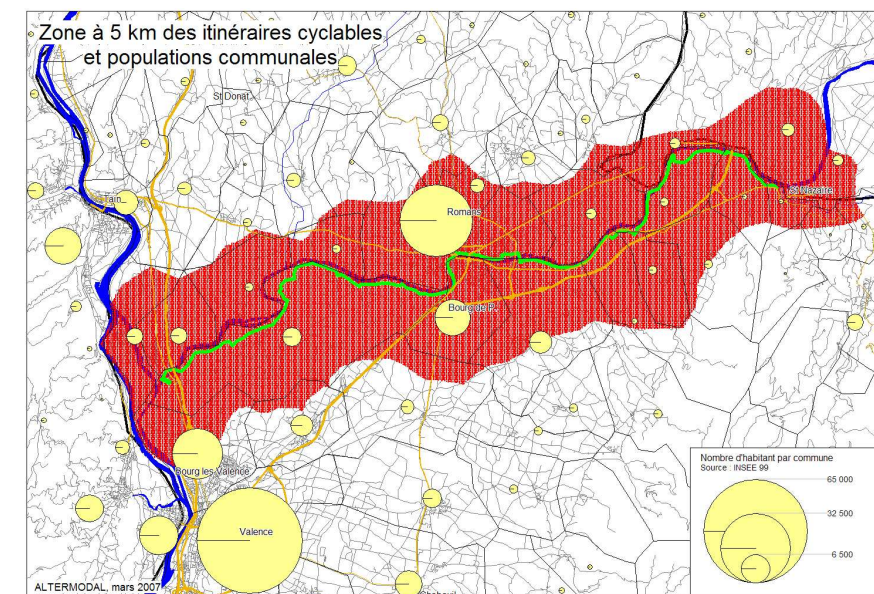 Zone à 5 km des itinéraires cyclables
et populations communales
St Donat
Tain
Romans
St Nazaire
Bourg de P.
Bourg les Valence
Valence
Nombre d'habitant par commune
Source : INSEE 99
65 000
32 500
6 500
ALTERMODAL, mars 2007